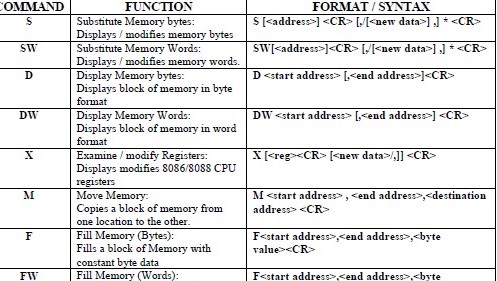 COMMAND FUNCTION FORMAT / SYNTAX
S Substitute Memory bytes: S [<address>] <CR> [,/[<new data>] ,] * <CR>
Displays / modifies memory bytes
SW Substitute Memory Words: SW[<address>]<CR> [,/[<new data>] ,] * <CR>
Displays / modifies memory words.
D Display Memory bytes: D <start address> [,<end address>]<CR>
Displays block of memory in byte
format
DW Display Memory Words: DW <start address> [,<end address>] <CR>
Displays block of memory in word
format
X Examine / modify Registers: X [<reg><CR> [<new data>/,]] <CR>
Displays modifies 8086/8088 CPU
registers
M Move Memory: M <start address> , <end address>,<destination
Copies a block of memory from address> <CR>
one location to the other.
F Fill Memory (Bytes): F<start address>,<end address>,<byte
Fills a block of Memory with value><CR>
constant byte data
FW Fill Memory (Words): F<start address>,<end address>,<byte